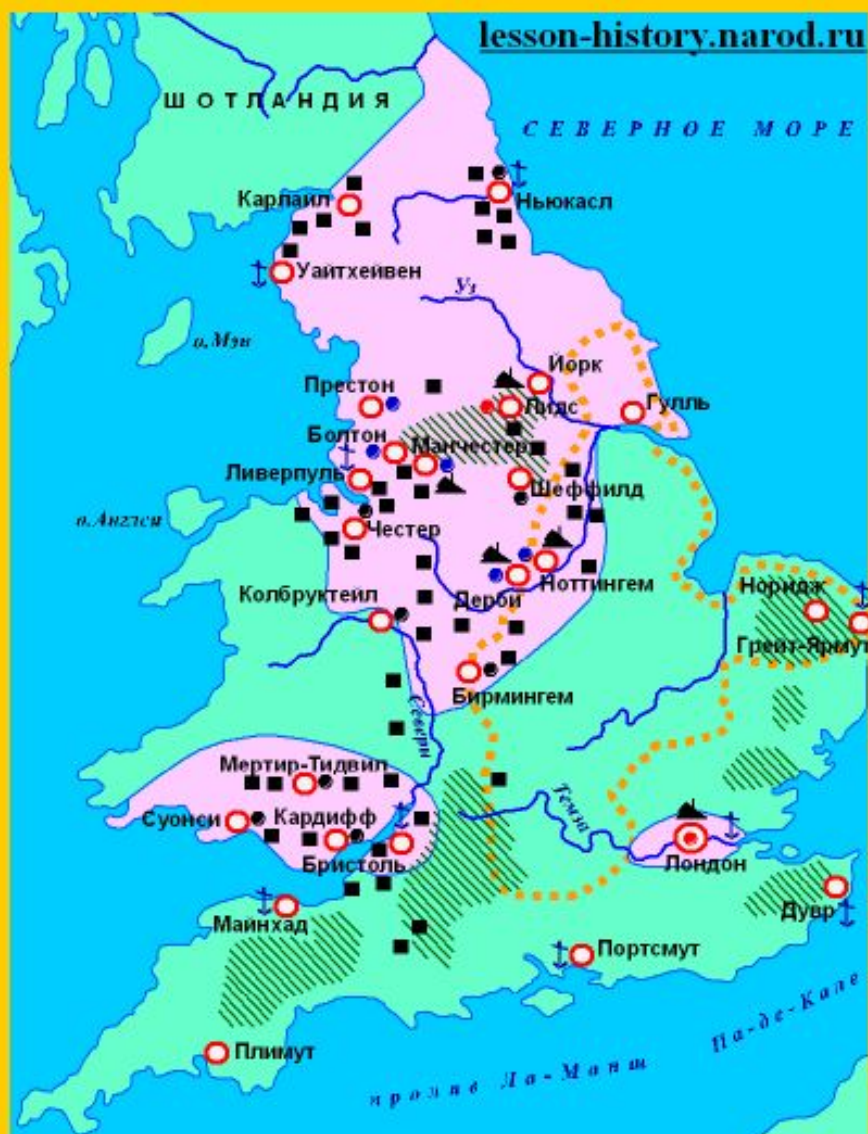 lesson-history.narod.ru
ШОТЛАНДИЯ
СЕВЕРНОЕ МОРЕ
Карлаил
Ньюкасл
Уайтхейвен
Уз
о.Мэн
Йорк
Престон
Лидс
Гулль
Болтон
Манчестер
Ливерпуль
Шеффилд
о.Англси
Честер
Ноттингем
Норидж
Колбруктейл
Дерби
Грейт-Ярмут
Бирмингем
Северн
Мертир-Тидвил
Темза
Суонси
Кардифф
Бристоль
Лондон
Майнхад
Дувр
Портсмут
Плимут
пролив Ла-Манш
Па-де-Кале